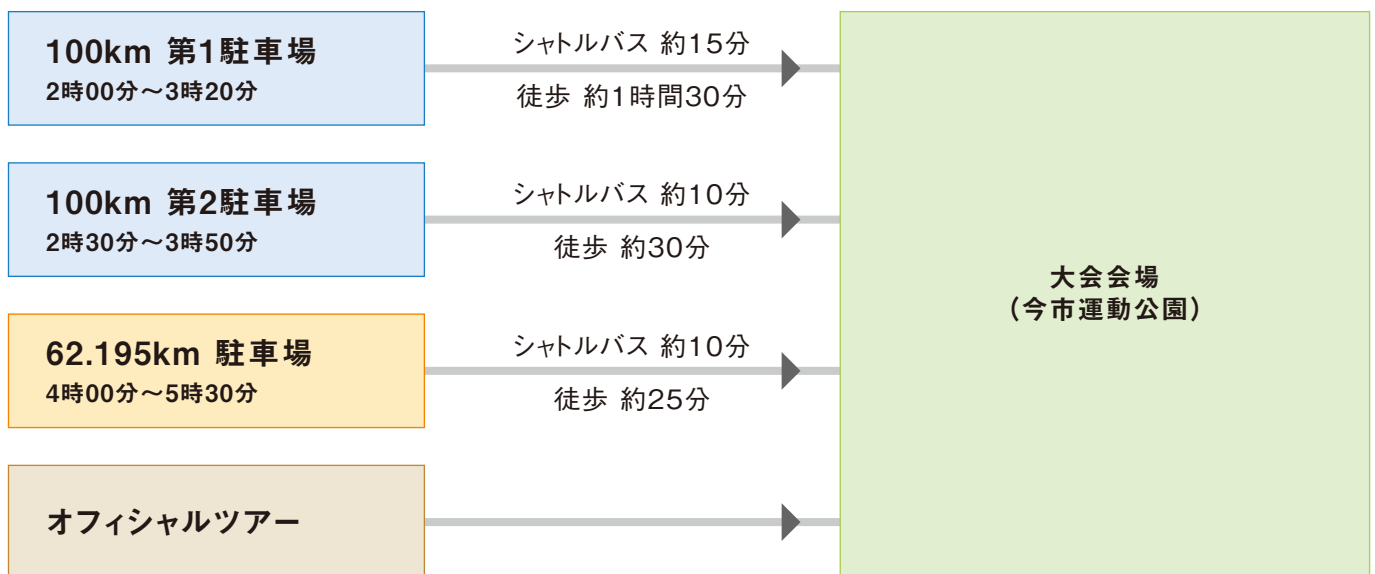 100km 第1駐車場
2時00分～3時20分
シャトルバス 約15分
徒歩 約1時間30分
100km 第2駐車場
2時30分～3時50分
シャトルバス 約10分
徒歩 約30分
62.195km 駐車場
4時00分～5時30分
シャトルバス 約10分
徒歩 約25分
オフィシャルツアー
大会会場
（今市運動公園）